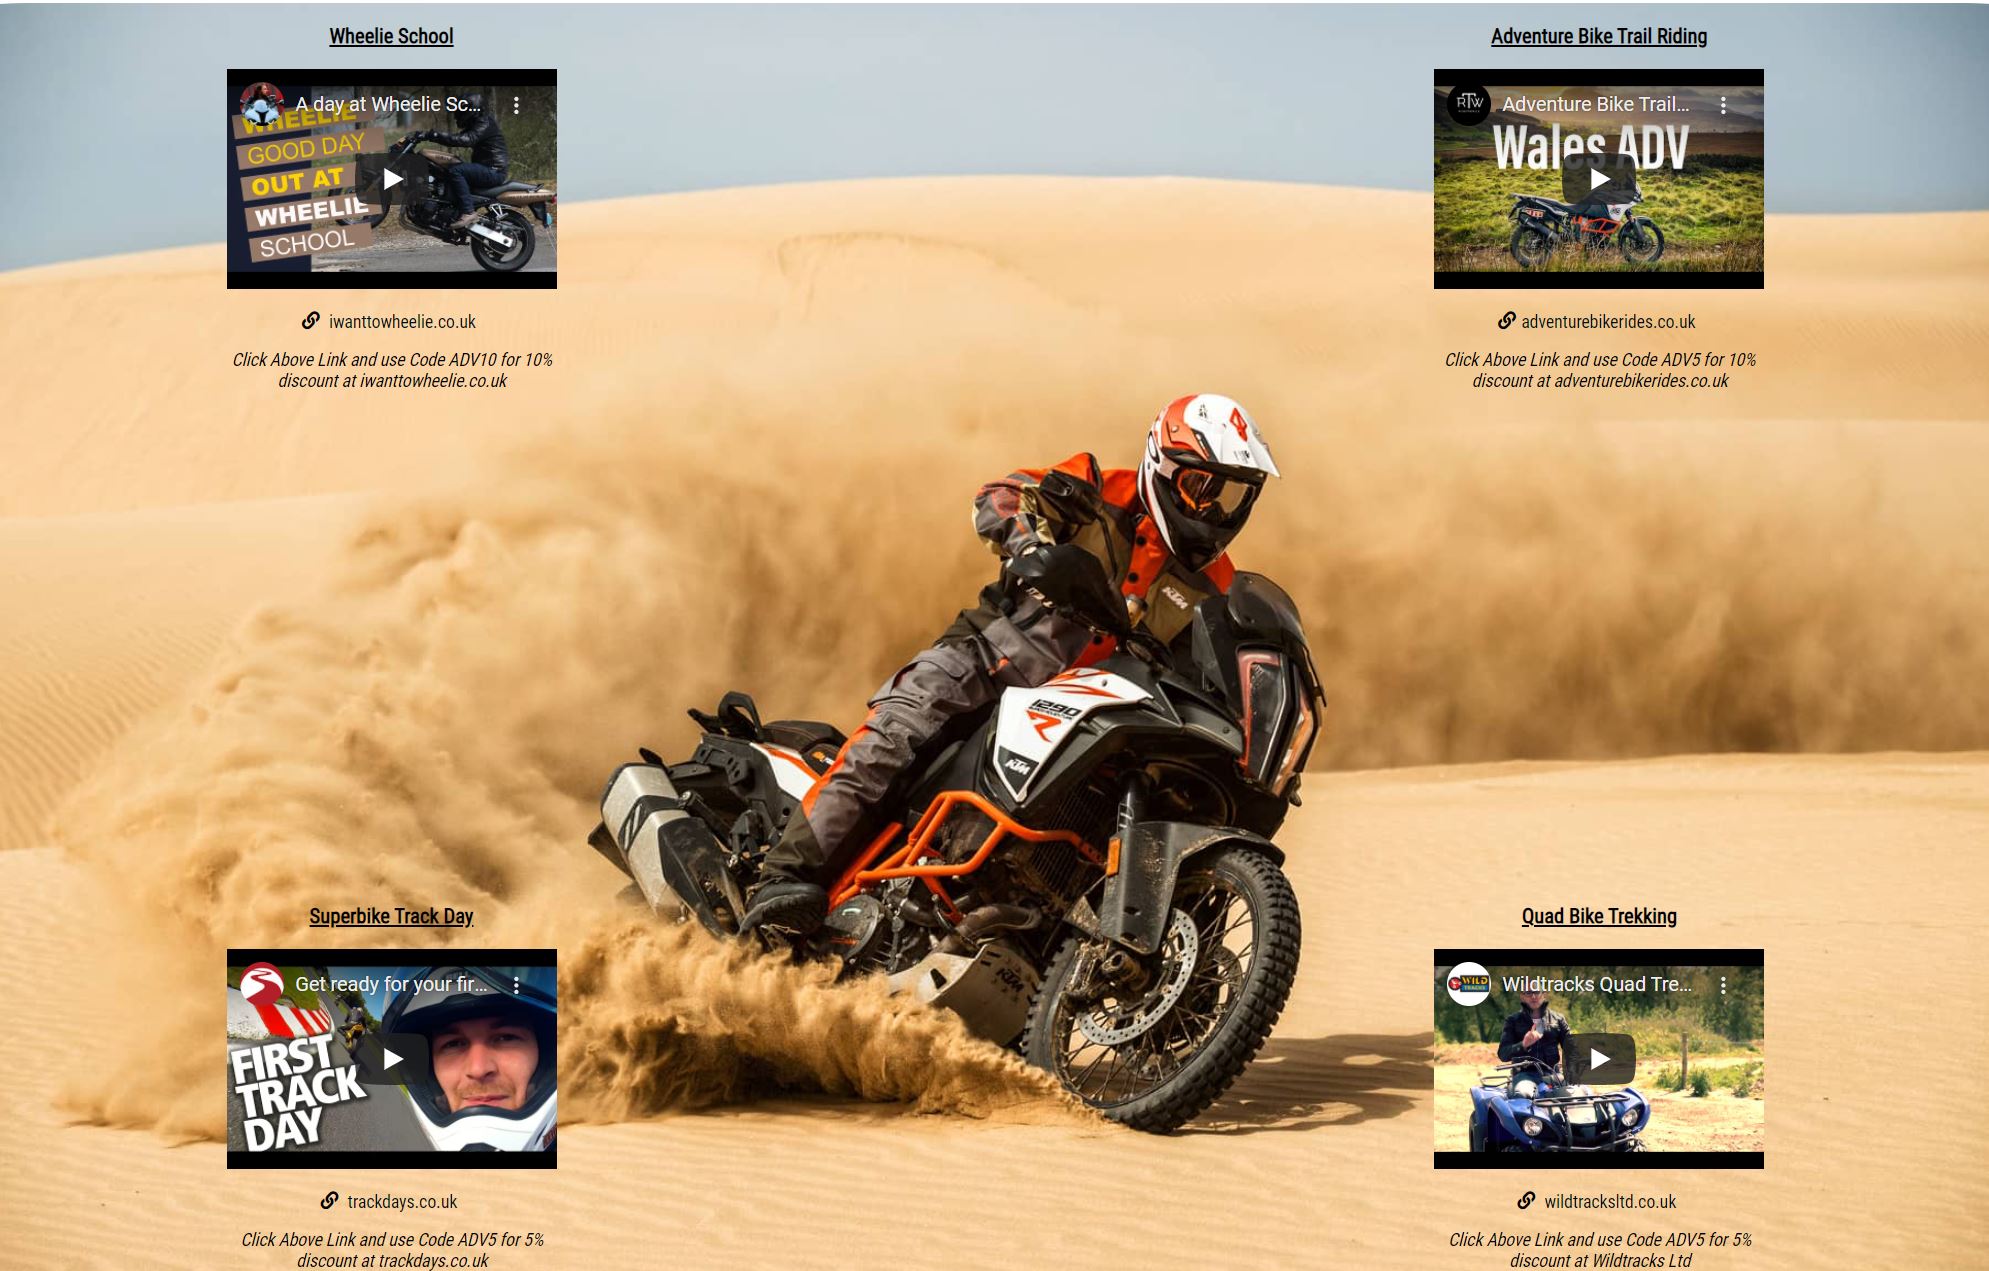 Wheelie School
A day at Wheelie Sc...
WHEELIE
GOOD DAY
OUT AT
WHEELIE
SCHOOL
iwanttowheelie.co.uk
Click Above Link and use Code ADV10 for 10%
discount at iwanttowheelie.co.uk
Adventure Bike Trail Riding
RTW
Adventure Bike Trail...
Wales ADV
adventurebikerides.co.uk
Click Above Link and use Code ADV5 for 10%
discount at adventurebikerides.co.uk
KTM
1290
R
KTM
KTM
Superbike Track Day
Get ready for your fir...
FIRST
TRACK
DAY
trackdays.co.uk
Click Above Link and use Code ADV5 for 5%
discount at trackdays.co.uk
Quad Bike Trekking
WILD
TRACKS
Wildtracks Quad Tre...
wildtracksltd.co.uk
Click Above Link and use Code ADV5 for 5%
discount at Wildtracks Ltd